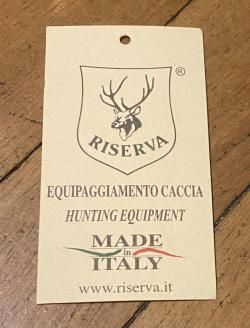 ®
RISERVA
EQUIPAGGIAMENTO CACCIA
HUNTING EQUIPMENT
MADE
in
ITALY
www.riserva.it